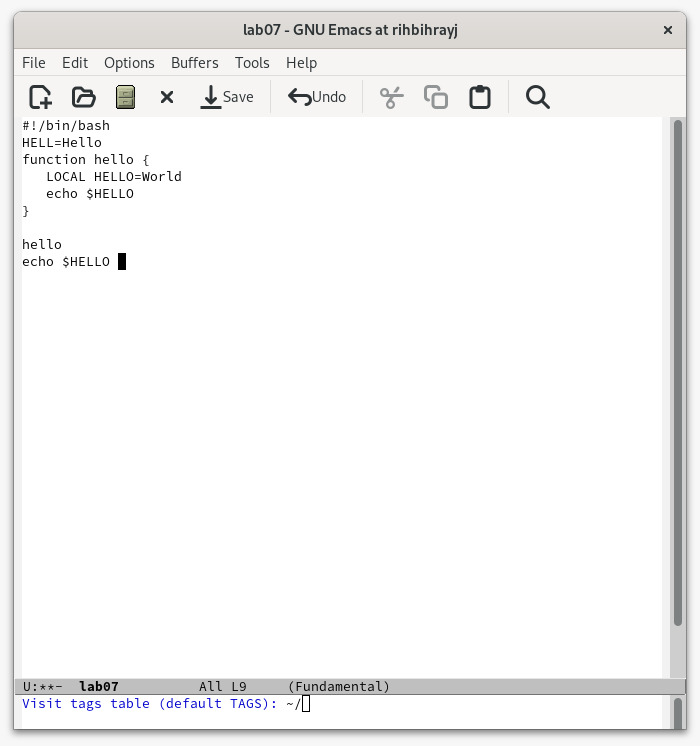 lab07 - GNU Emacs at rihbihrayj
File Edit Options Buffers Tools Help
Save Undo
#!/bin/bash
HELL=Hello
function hello {
   LOCAL HELLO=World
   echo $HELLO
}
hello
echo $HELLO
U:**-  lab07          All L9     (Fundamental)
Visit tags table (default TAGS): ~/